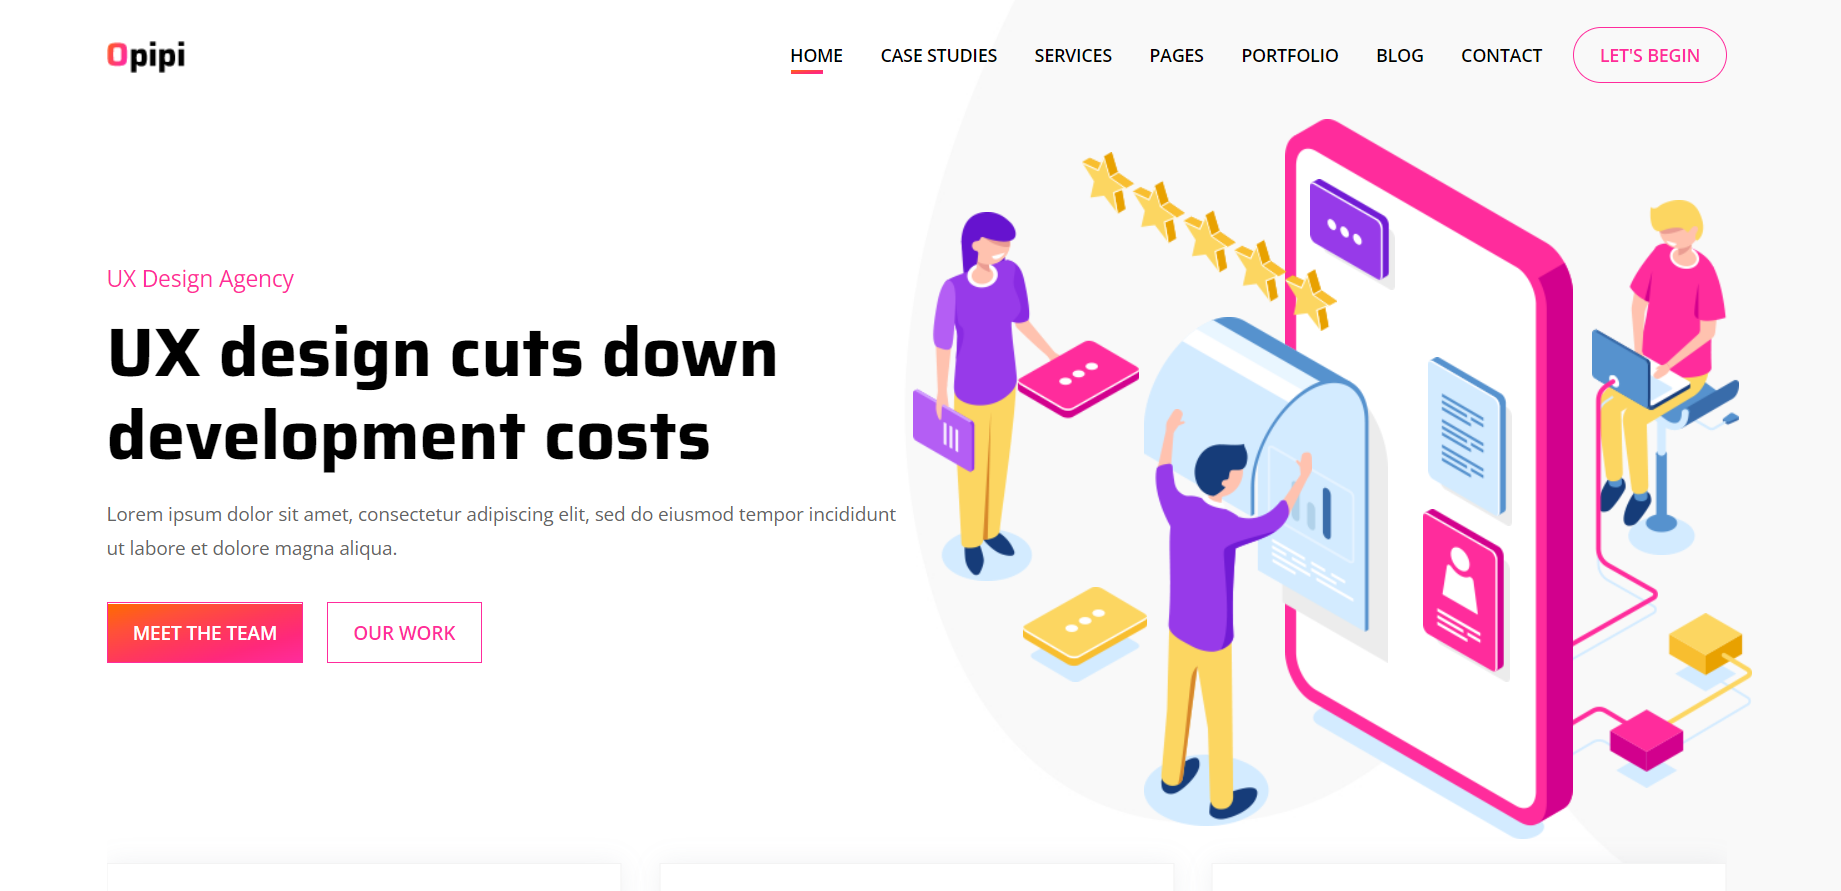 Opipi
HOME CASE STUDIES SERVICES PAGES PORTFOLIO BLOG CONTACT LET'S BEGIN
UX Design Agency
UX design cuts down
development costs
Lorem ipsum dolor sit amet, consectetur adipiscing elit, sed do eiusmod tempor incididunt
ut labore et dolore magna aliqua.
MEET THE TEAM OUR WORK